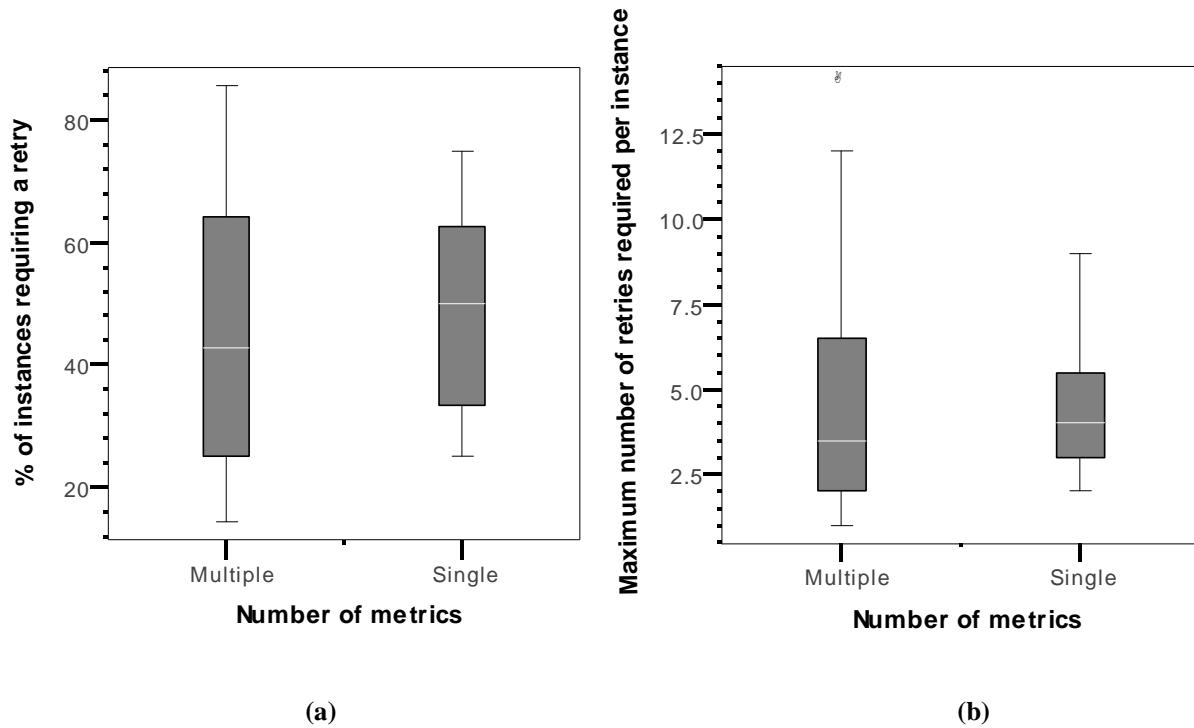 % of instances requiring a retry
80
60
40
20
Multiple
Single
Number of metrics
(a)
Maximum number of retries required per instance
12.5
10.0
7.5
5.0
2.5
Multiple
Single
Number of metrics
(b)